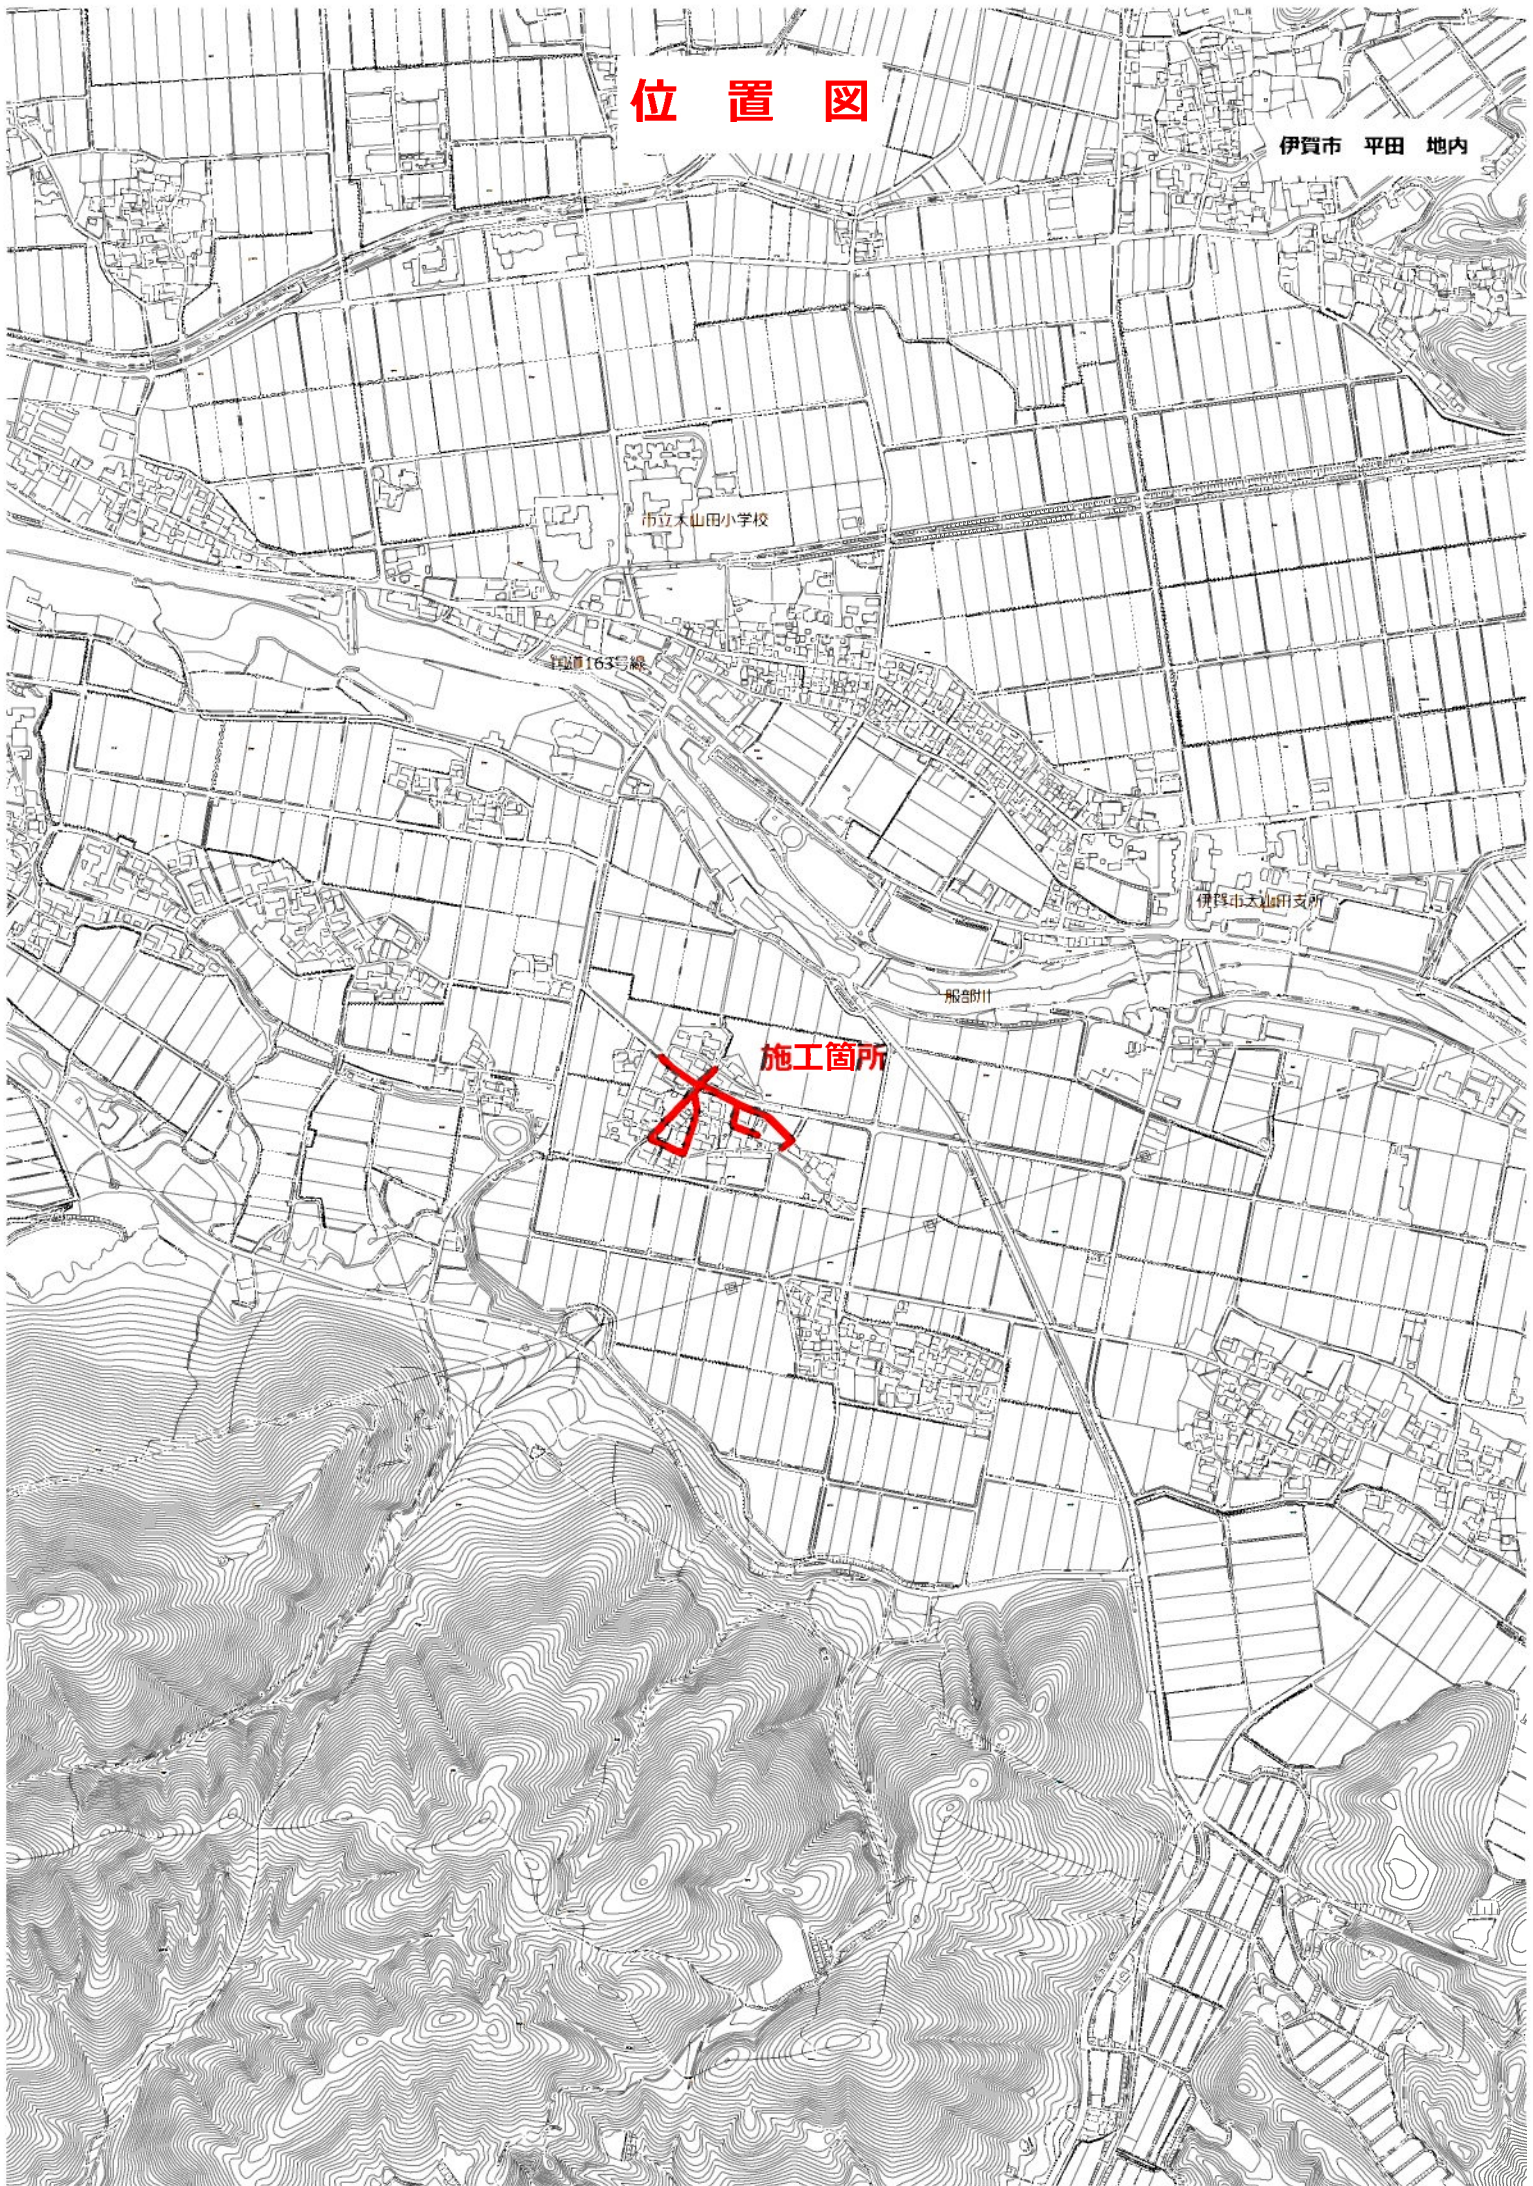 位 置 図
伊賀市 平田 地内
市立大山田小学校
国道163号線
伊賀市大山田支所
服部川
施工箇所